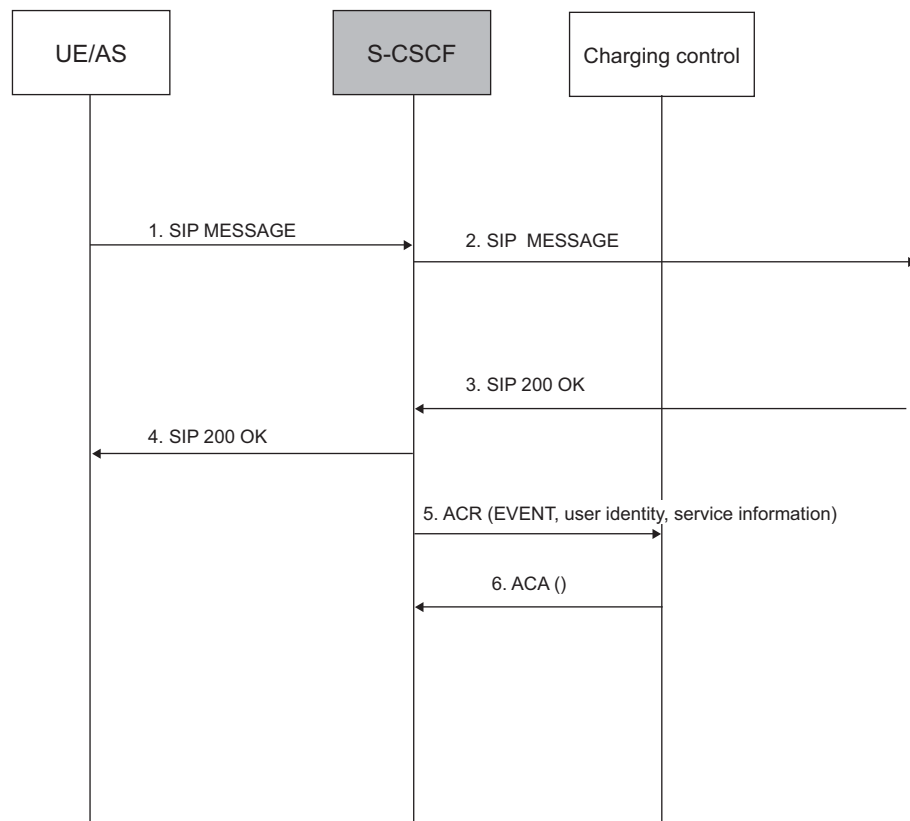 UE/AS
S-CSCF
Charging control
1. SIP MESSAGE
2. SIP MESSAGE
3. SIP 200 OK
4. SIP 200 OK
5. ACR (EVENT, user identity, service information)
6. ACA ()